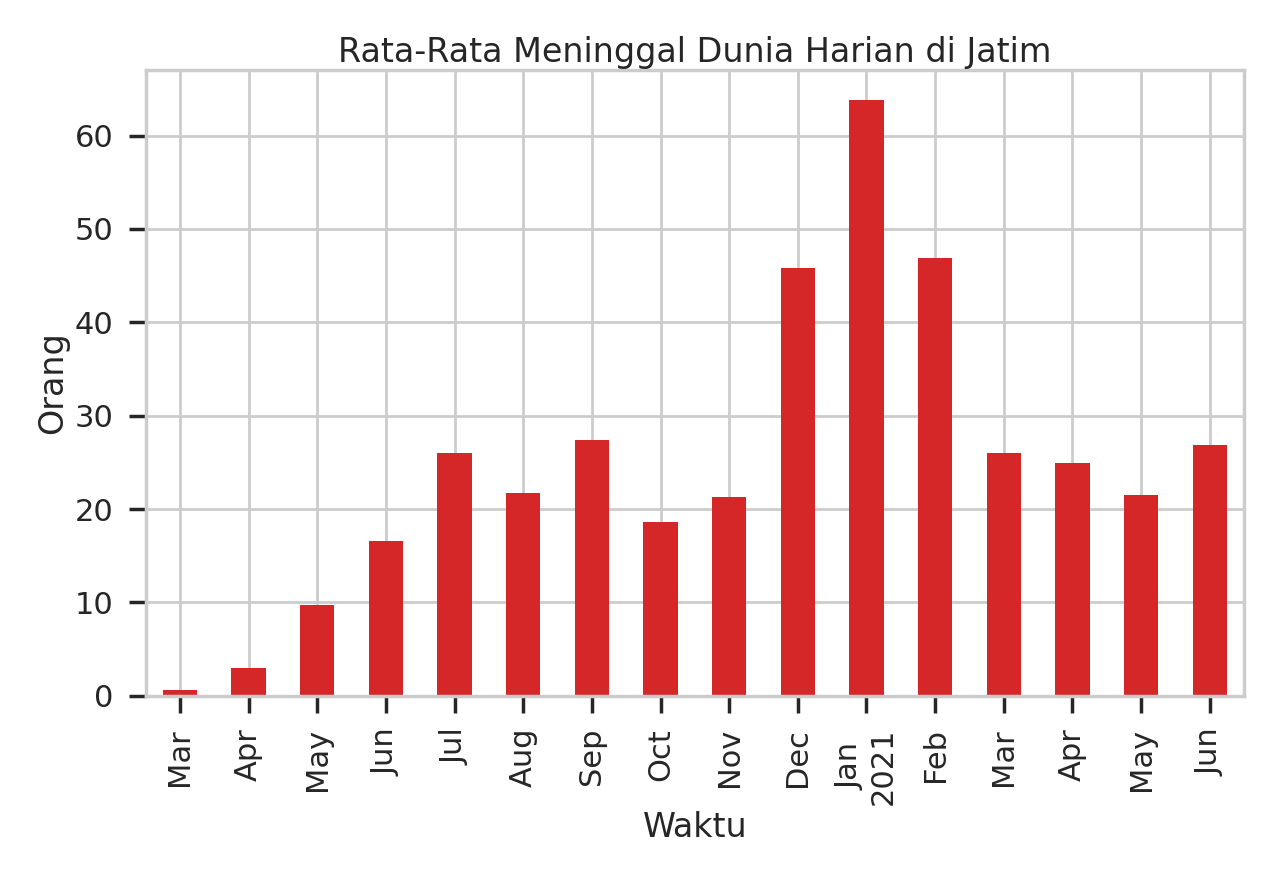 Rata-Rata Meninggal Dunia Harian di Jatim
60
50
40
30
20
10
0
Orang
Mar
Apr
May
Jun
Jul
Aug
Sep
Oct
Nov
Dec
Jan
2021
Feb
Mar
Apr
May
Jun
Waktu